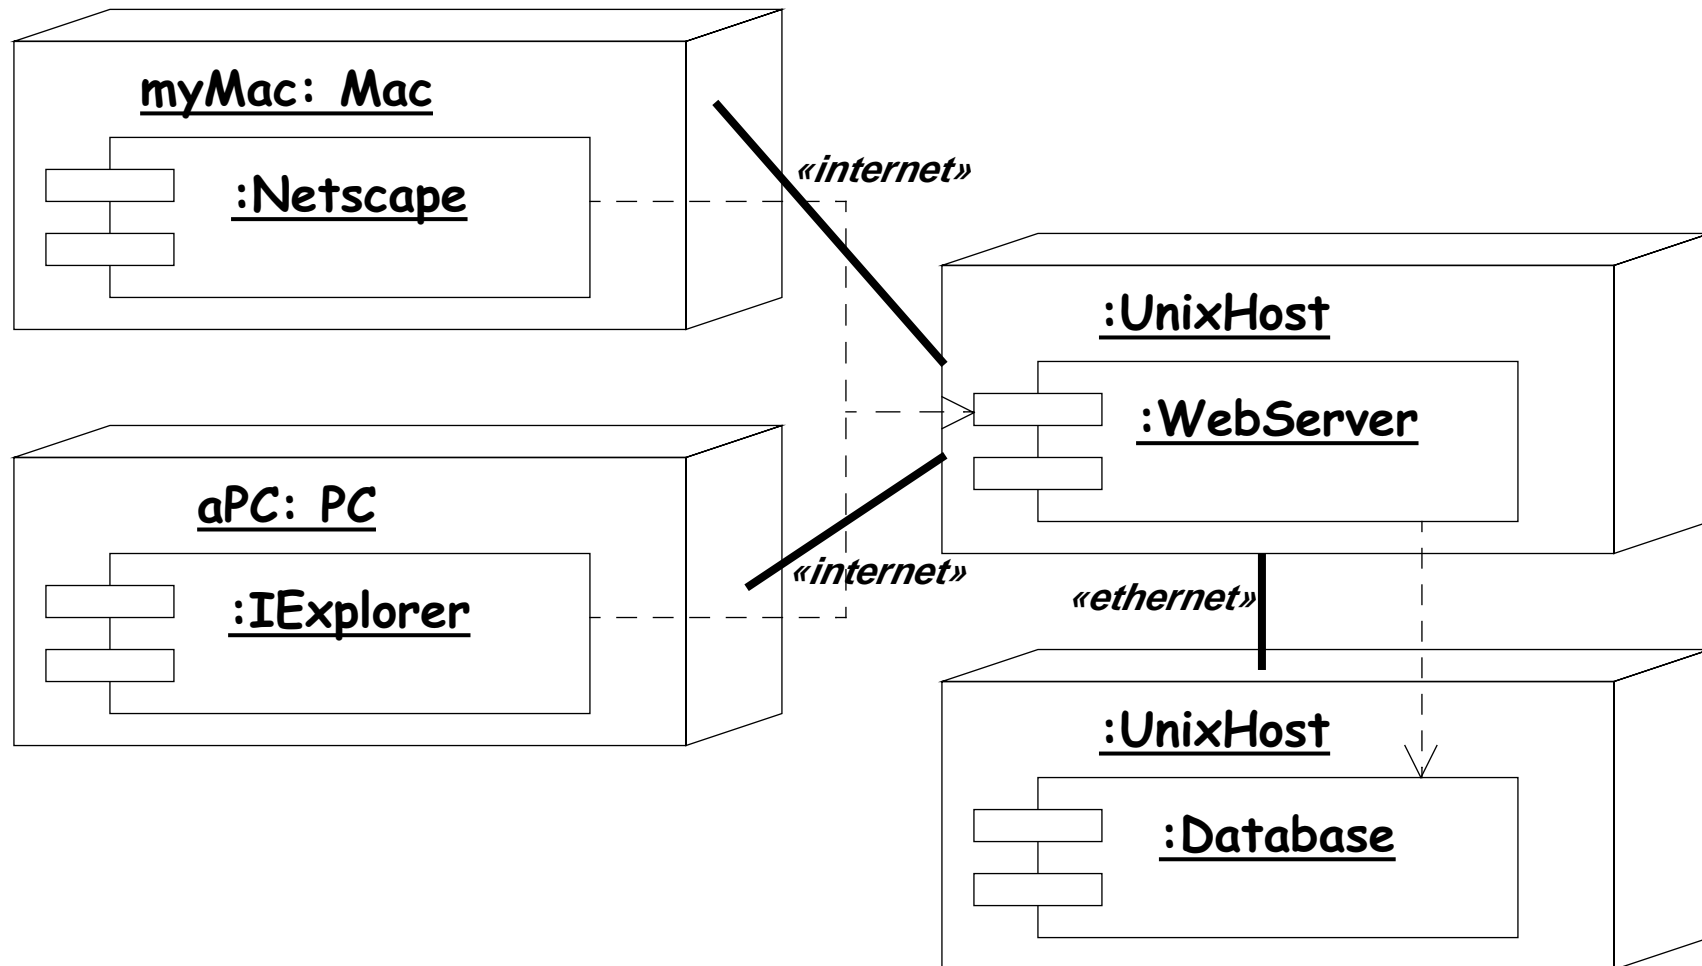 myMac: Mac
:Netscape
«internet»
:UnixHost
:WebServer
aPC: PC
:IExplorer
«internet»
«ethernet»
:UnixHost
:Database